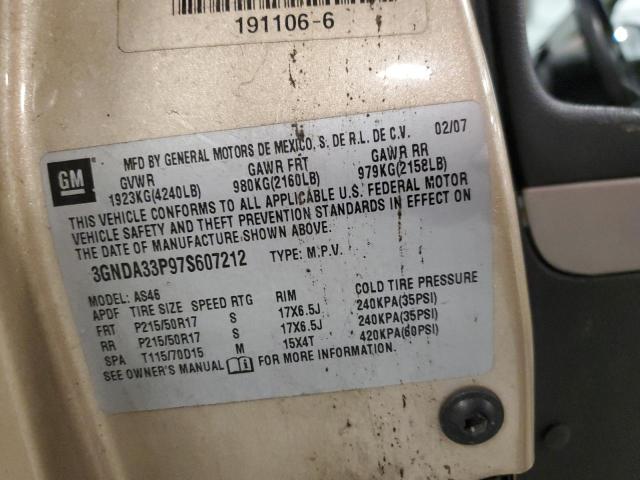 191106-6
GM
MFD BY GENERAL MOTORS DE MEXICO, S. DE R.L. DE C.V. 02/07
GVWR GAWR FRT GAWR RR
1923KG(4240LB) 980KG(2160LB) 979KG(2158LB)
THIS VEHICLE CONFORMS TO ALL APPLICABLE U.S. FEDERAL MOTOR
VEHICLE SAFETY AND THEFT PREVENTION STANDARDS IN EFFECT ON
THE DATE OF MANUFACTURE SHOWN ABOVE.
3GNDA33P97S607212 TYPE: M.P.V.
MODEL: AS46
APDF TIRE SIZE SPEED RTG RIM COLD TIRE PRESSURE
FRT P215/50R17 S 17X6.5J 240KPA(35PSI)
RR P215/50R17 S 17X6.5J 240KPA(35PSI)
SPA T115/70D15 M 15X4T 420KPA(60PSI)
SEE OWNER'S MANUAL FOR MORE INFORMATION.